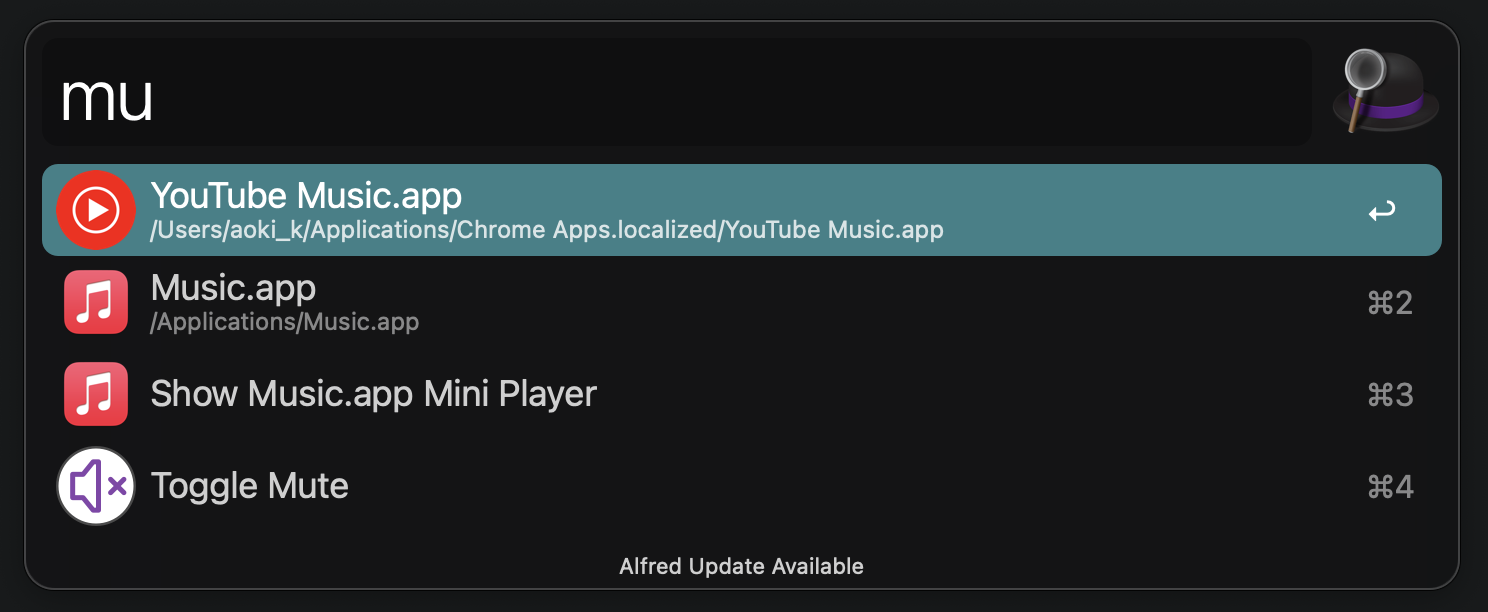 mu
YouTube Music.app
/Users/aoki_k/Applications/Chrome Apps.localized/YouTube Music.app
Music.app
/Applications/Music.app
⌘2
Show Music.app Mini Player
⌘3
Toggle Mute
⌘4
Alfred Update Available